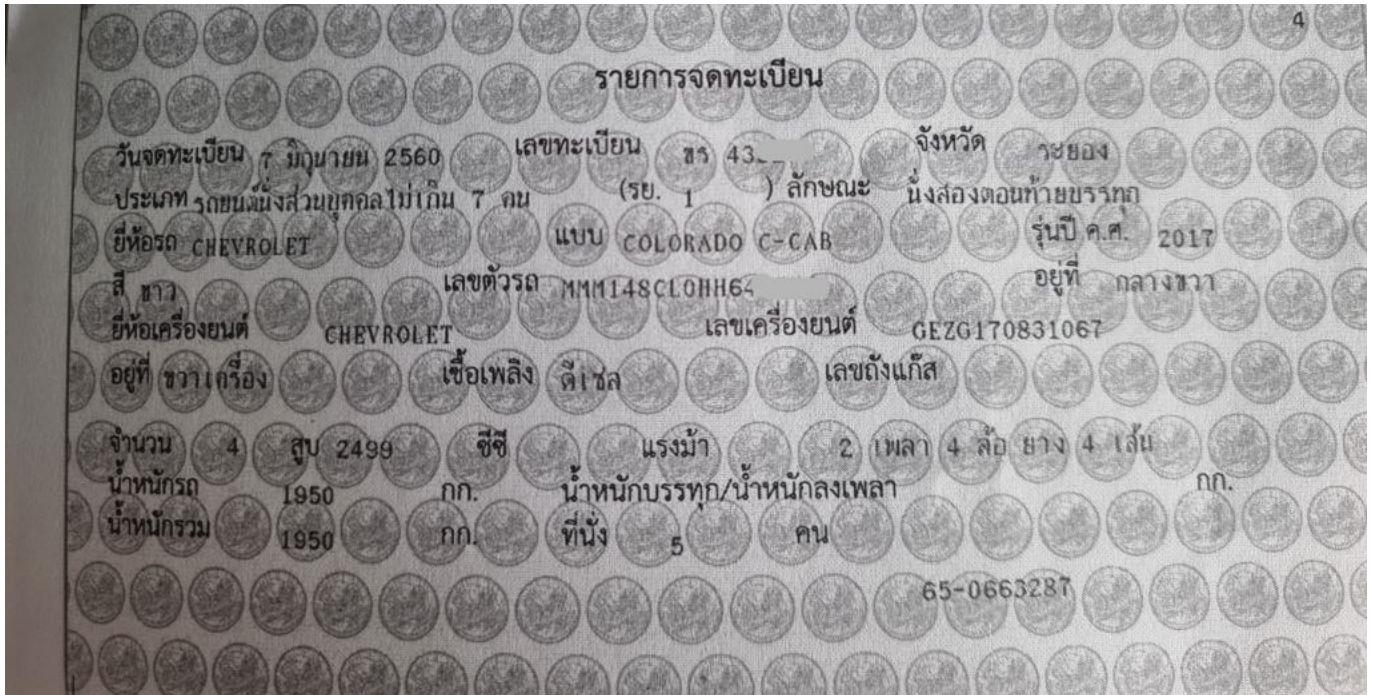 4
รายการจดทะเบียน
วันจดทะเบียน 7 มิถุนายน 2560 เลขทะเบียน ขร 43 จังหวัด ระยอง
ประเภท รถยนต์นั่งส่วนบุคคลไม่เกิน 7 คน (รย. 1 ) ลักษณะ นั่งสองตอนท้ายบรรทุก
ยี่ห้อรถ CHEVROLET แบบ COLORADO C-CAB รุ่นปี ค.ศ. 2017
สี ขาว เลขตัวรถ MMM148CL0HH64 อยู่ที่ กลางขวา
ยี่ห้อเครื่องยนต์ CHEVROLET เลขเครื่องยนต์ GEZG170831067
อยู่ที่ ขวาเครื่อง เชื้อเพลิง ดีเซล เลขถังแก๊ส
จำนวน 4 สูบ 2499 ซีซี แรงม้า 2 เพลา 4 ล้อ ยาง 4 เส้น
น้ำหนักรถ 1950 กก. น้ำหนักบรรทุก/น้ำหนักลงเพลา กก.
น้ำหนักรวม 1950 กก. ที่นั่ง 5 คน
65-0663287